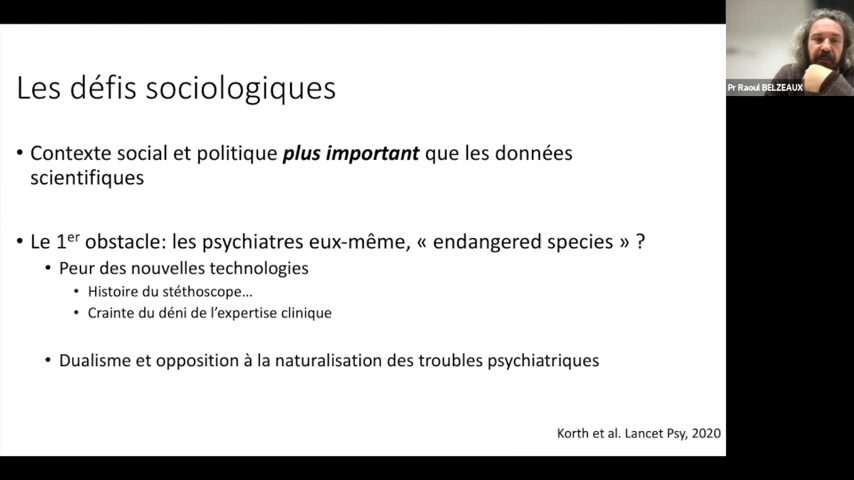 Les défis sociologiques
• Contexte social et politique plus important que les données
scientifiques
• Le 1er obstacle: les psychiatres eux-même, « endangered species » ?
• Peur des nouvelles technologies
• Histoire du stéthoscope…
• Crainte du déni de l’expertise clinique
• Dualisme et opposition à la naturalisation des troubles psychiatriques
Korth et al. Lancet Psy, 2020
Pr Raoul BELZEAUX